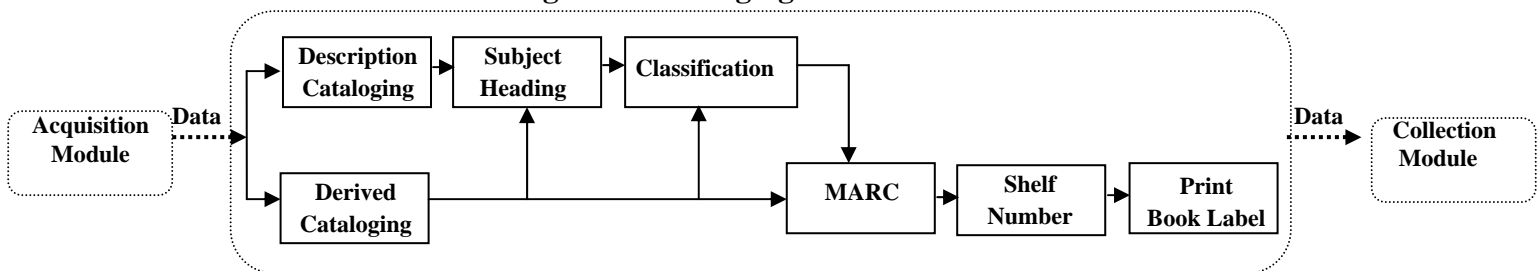 Acquisition
Module
Data
Description
Cataloging
Subject
Heading
Classification
Derived
Cataloging
MARC
Shelf
Number
Print
Book Label
Data
Collection
Module